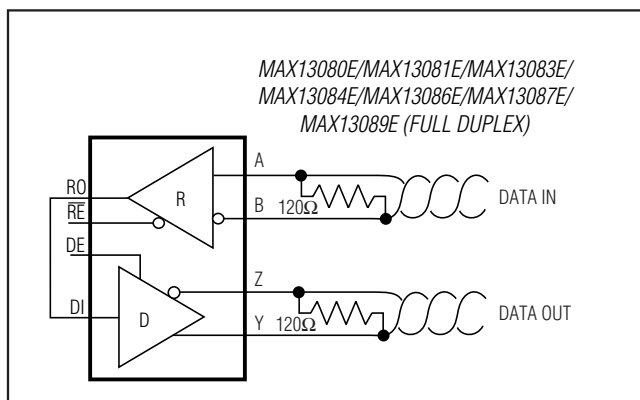 MAX13080E/MAX13081E/MAX13083E/
MAX13084E/MAX13086E/MAX13087E/
MAX13089E (FULL DUPLEX)
A
RO
R
B
RE
120Ω
DATA IN
DE
Z
DI
D
Y
120Ω
DATA OUT